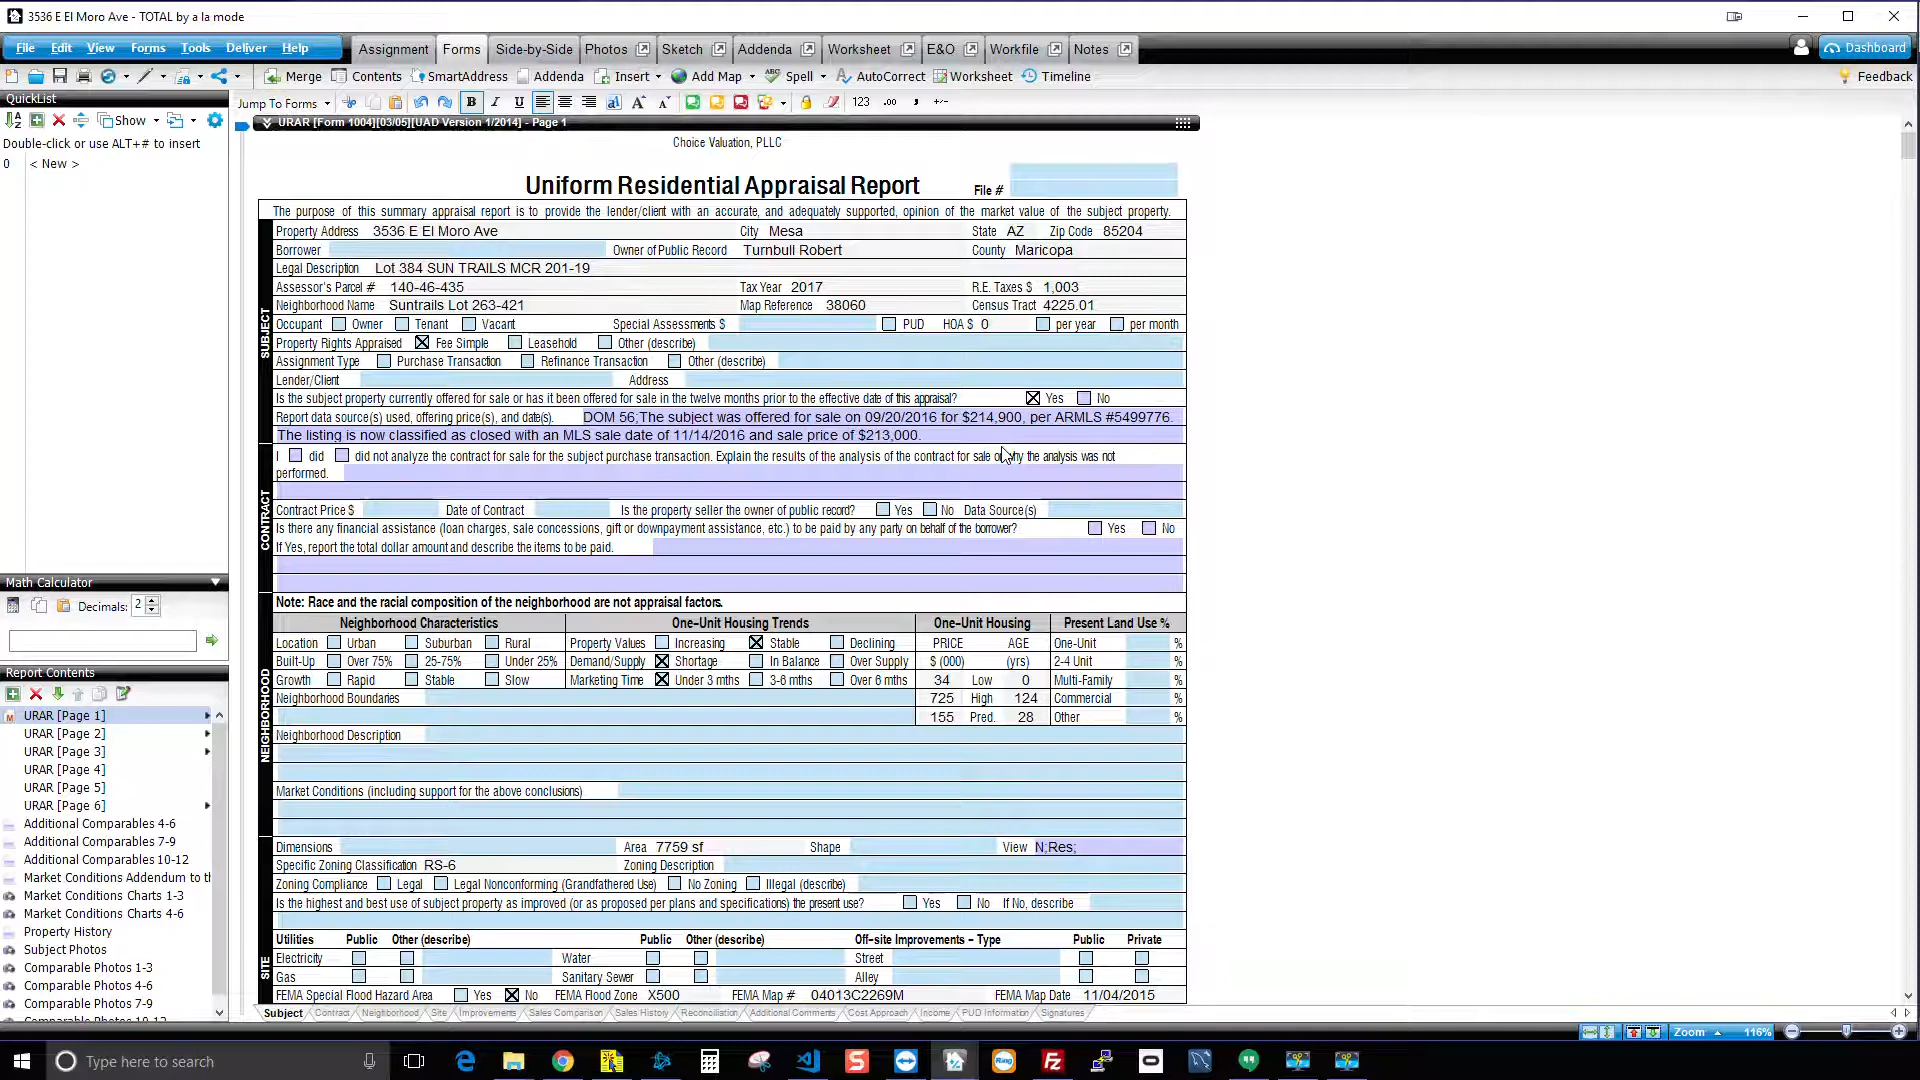 3536 E El Moro Ave - TOTAL by a la mode
File Edit View Forms Tools Deliver Help
Assignment Forms Side-by-Side Photos Sketch Addenda Worksheet E&O Workfile Notes
Dashboard
Merge Contents SmartAddress Addenda Insert Add Map Spell AutoCorrect Worksheet Timeline
Feedback
QuickList
Show
Double-click or use ALT+# to insert
0 < New >
Jump To Forms
B I U
123 .00
URAR [Form 1004][03/05][UAD Version 1/2014] - Page 1
Choice Valuation, PLLC
Uniform Residential Appraisal Report File #
The purpose of this summary appraisal report is to provide the lender/client with an accurate, and adequately supported, opinion of the market value of the subject property.
SUBJECT
Property Address 3536 E El Moro Ave City Mesa State AZ Zip Code 85204
Borrower Owner of Public Record Turnbull Robert County Maricopa
Legal Description Lot 384 SUN TRAILS MCR 201-19
Assessor's Parcel # 140-46-435 Tax Year 2017 R.E. Taxes $ 1,003
Neighborhood Name Suntrails Lot 263-421 Map Reference 38060 Census Tract 4225.01
Occupant Owner Tenant Vacant Special Assessments $ PUD HOA $ 0 per year per month
Property Rights Appraised Fee Simple Leasehold Other (describe)
Assignment Type Purchase Transaction Refinance Transaction Other (describe)
Lender/Client Address
Is the subject property currently offered for sale or has it been offered for sale in the twelve months prior to the effective date of this appraisal? Yes No
Report data source(s) used, offering price(s), and date(s). DOM 56;The subject was offered for sale on 09/20/2016 for $214,900, per ARMLS #5499776.
The listing is now classified as closed with an MLS sale date of 11/14/2016 and sale price of $213,000.
CONTRACT
I did did not analyze the contract for sale for the subject purchase transaction. Explain the results of the analysis of the contract for sale or why the analysis was not
performed.
Contract Price $ Date of Contract Is the property seller the owner of public record? Yes No Data Source(s)
Is there any financial assistance (loan charges, sale concessions, gift or downpayment assistance, etc.) to be paid by any party on behalf of the borrower? Yes No
If Yes, report the total dollar amount and describe the items to be paid.
NEIGHBORHOOD
Note: Race and the racial composition of the neighborhood are not appraisal factors.
Neighborhood Characteristics One-Unit Housing Trends One-Unit Housing Present Land Use %
Location Urban Suburban Rural Property Values Increasing Stable Declining PRICE AGE One-Unit %
Built-Up Over 75% 25-75% Under 25% Demand/Supply Shortage In Balance Over Supply $ (000) (yrs) 2-4 Unit %
Growth Rapid Stable Slow Marketing Time Under 3 mths 3-6 mths Over 6 mths 34 Low 0 Multi-Family %
Neighborhood Boundaries 725 High 124 Commercial %
155 Pred. 28 Other %
Neighborhood Description
Market Conditions (including support for the above conclusions)
SITE
Dimensions Area 7759 sf Shape View N;Res;
Specific Zoning Classification RS-6 Zoning Description
Zoning Compliance Legal Legal Nonconforming (Grandfathered Use) No Zoning Illegal (describe)
Is the highest and best use of subject property as improved (or as proposed per plans and specifications) the present use? Yes No If No, describe
Utilities Public Other (describe) Public Other (describe) Off-site Improvements - Type Public Private
Electricity Water Street
Gas Sanitary Sewer Alley
FEMA Special Flood Hazard Area Yes No FEMA Flood Zone X500 FEMA Map # 04013C2269M FEMA Map Date 11/04/2015
Math Calculator
Decimals: 2
Report Contents
URAR [Page 1]
URAR [Page 2]
URAR [Page 3]
URAR [Page 4]
URAR [Page 5]
URAR [Page 6]
Additional Comparables 4-6
Additional Comparables 7-9
Additional Comparables 10-12
Market Conditions Addendum to th
Market Conditions Charts 1-3
Market Conditions Charts 4-6
Property History
Subject Photos
Comparable Photos 1-3
Comparable Photos 4-6
Comparable Photos 7-9
Subject Contract Neighborhood Site Improvements Sales Comparison Sales History Reconciliation Additional Comments Cost Approach Income PUD Information Signatures
Zoom 116%
Type here to search